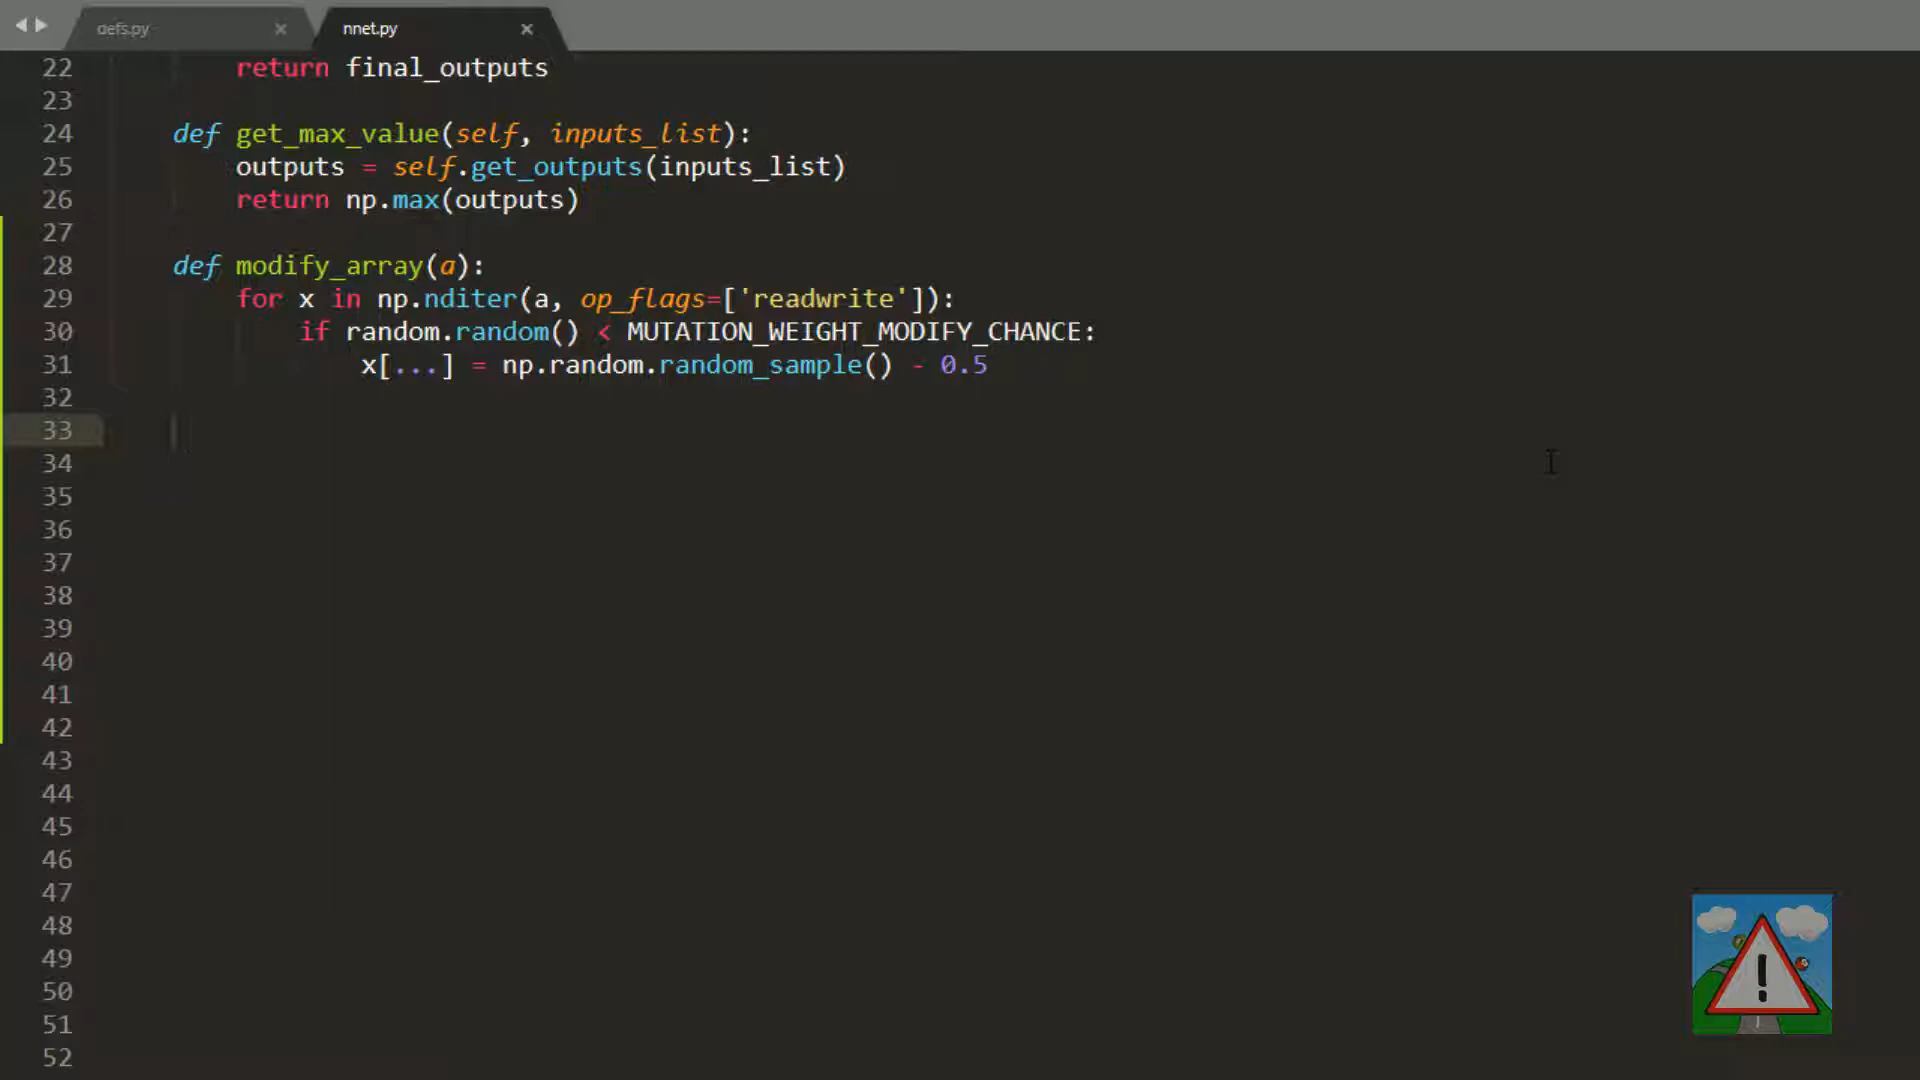 defs.py
nnet.py
22 return final_outputs
23
24 def get_max_value(self, inputs_list):
25 outputs = self.get_outputs(inputs_list)
26 return np.max(outputs)
27
28 def modify_array(a):
29 for x in np.nditer(a, op_flags=['readwrite']):
30 if random.random() < MUTATION_WEIGHT_MODIFY_CHANCE:
31 x[...] = np.random.random_sample() - 0.5
32
33
34
35
36
37
38
39
40
41
42
43
44
45
46
47
48
49
50
51
52
!